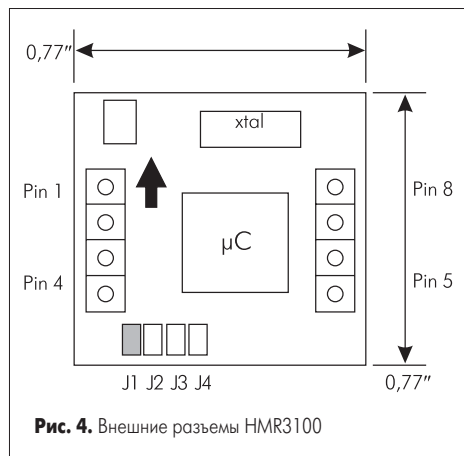 0,77″
xtal
Pin 1
Pin 8
µC
Pin 4
Pin 5
J1 J2 J3 J4
0,77″
Рис. 4. Внешние разъемы HMR3100